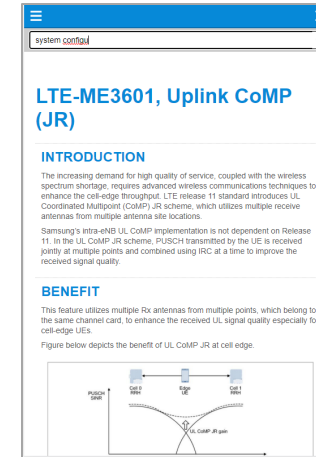 system configu
LTE-ME3601, Uplink CoMP
(JR)
INTRODUCTION
The increasing demand for high quality of service, coupled with the wireless
spectrum shortage, requires advanced wireless communications techniques to
enhance the cell-edge throughput. LTE release 11 standard introduces UL
Coordinated Multipoint (CoMP) JR scheme, which utilizes multiple receive
antennas from multiple antenna site locations.
Samsung's intra-eNB UL CoMP implementation is not dependent on Release
11. In the UL CoMP JR scheme, PUSCH transmitted by the UE is received
jointly at multiple points and combined using IRC at a time to improve the
received signal quality.
BENEFIT
This feature utilizes multiple Rx antennas from multiple points, which belong to
the same channel card, to enhance the received UL signal quality especially fo
cell-edge UEs.
Figure below depicts the benefit of UL CoMP JR at cell edge.
PUSCH
SINR
Cell 0
RRH
Edge
UE
Cell 1
RRH
UL CoMP JR gain